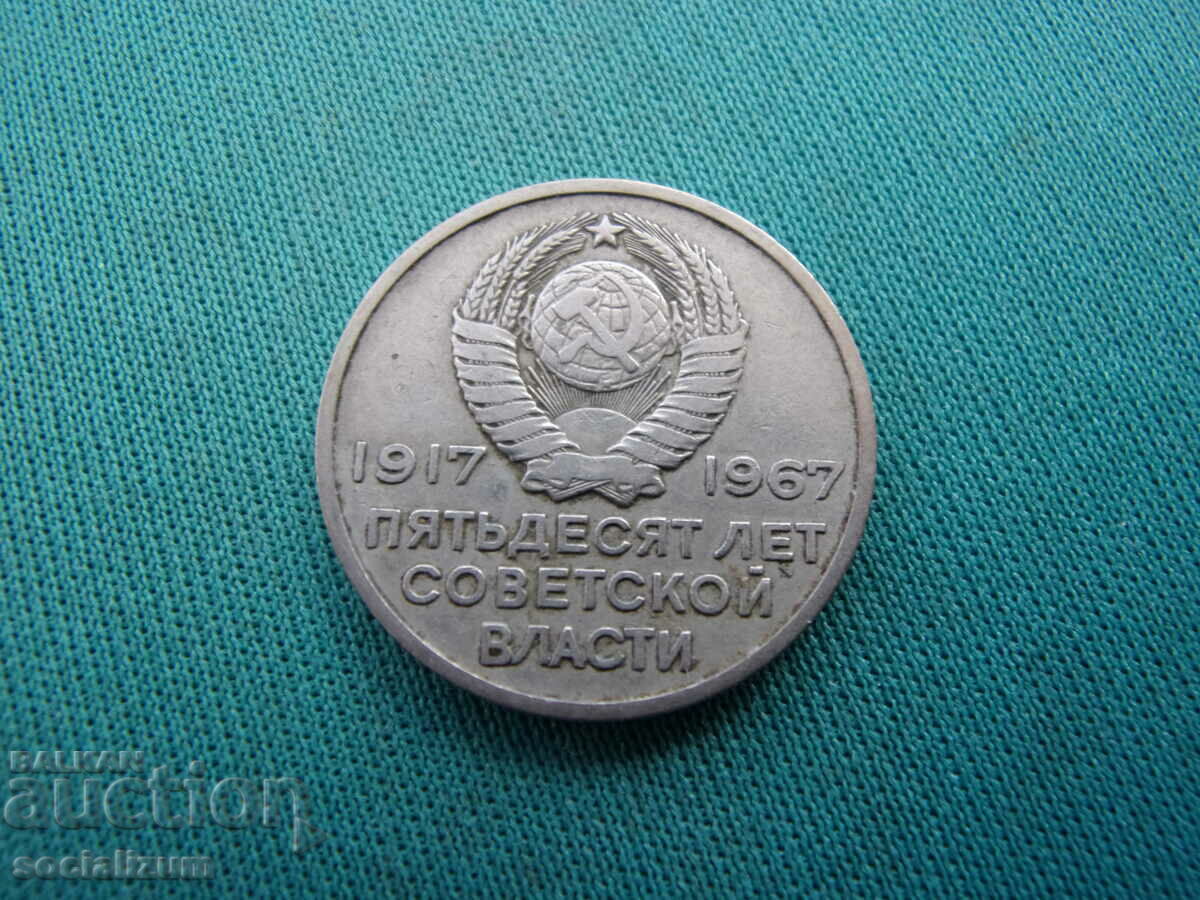 1917 1967
ПЯТЬДЕСЯТ ЛЕТ
СОВЕТСКОЙ
ВЛАСТИ
BALKAN
auction
socializum